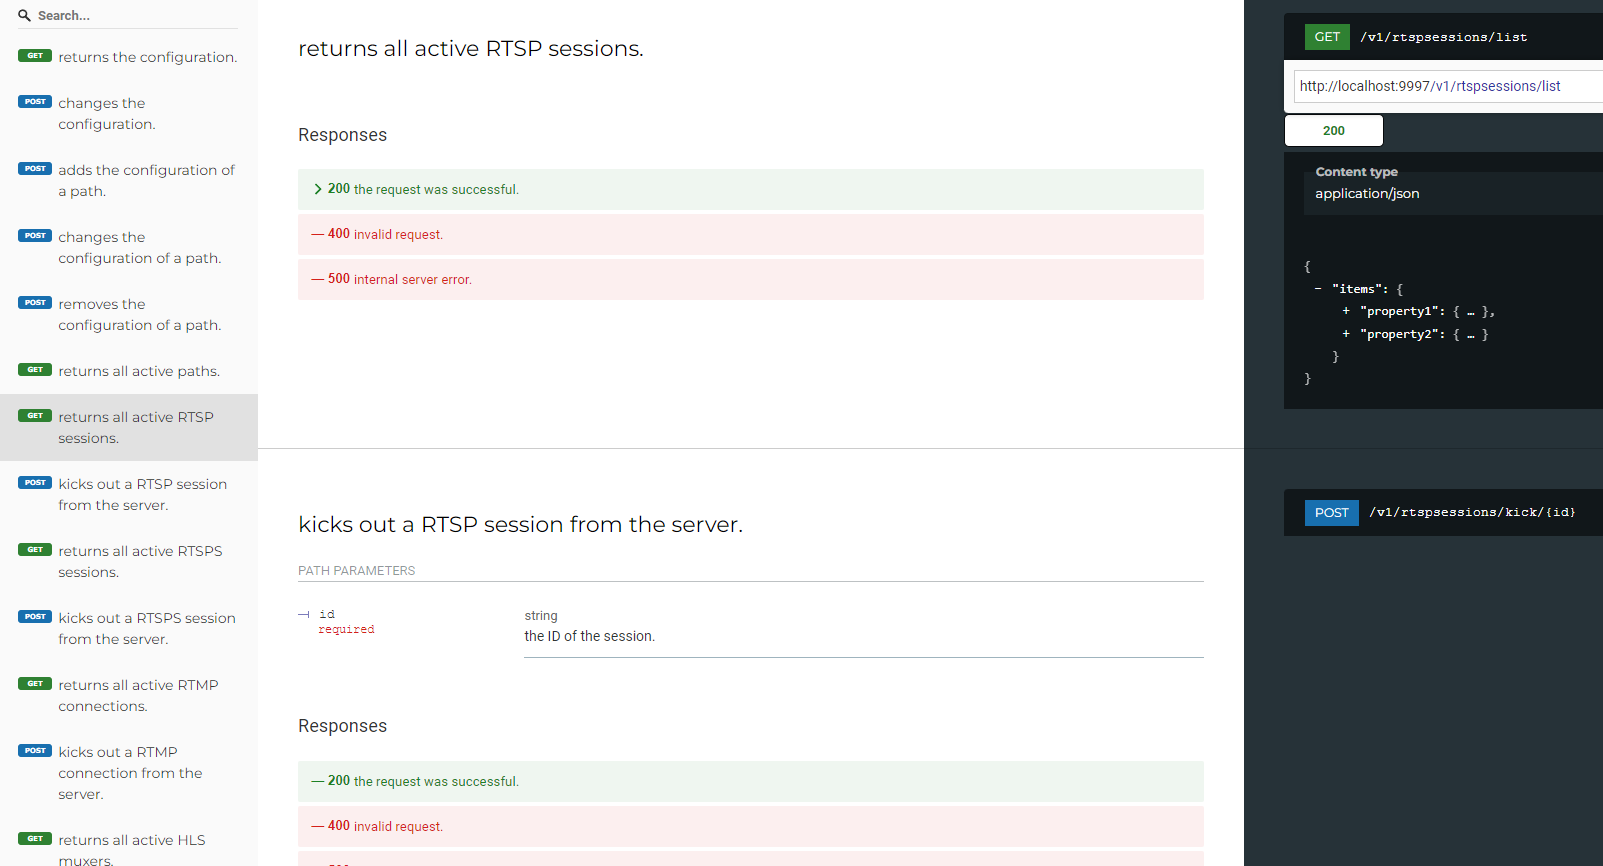 Search...
GET returns the configuration.
POST changes the
configuration.
POST adds the configuration of
a path.
POST changes the
configuration of a path.
POST removes the
configuration of a path.
GET returns all active paths.
GET returns all active RTSP
sessions.
POST kicks out a RTSP session
from the server.
GET returns all active RTSPS
sessions.
POST kicks out a RTSPS session
from the server.
GET returns all active RTMP
connections.
POST kicks out a RTMP
connection from the
server.
GET returns all active HLS
muxers.
returns all active RTSP sessions.
Responses
200 the request was successful.
— 400 invalid request.
— 500 internal server error.
kicks out a RTSP session from the server.
PATH PARAMETERS
id
required
string
the ID of the session.
Responses
— 200 the request was successful.
— 400 invalid request.
GET /v1/rtspsessions/list
http://localhost:9997/v1/rtspsessions/list
200
Content type
application/json
{
- "items": {
+ "property1": { … },
+ "property2": { … }
}
}
POST /v1/rtspsessions/kick/{id}